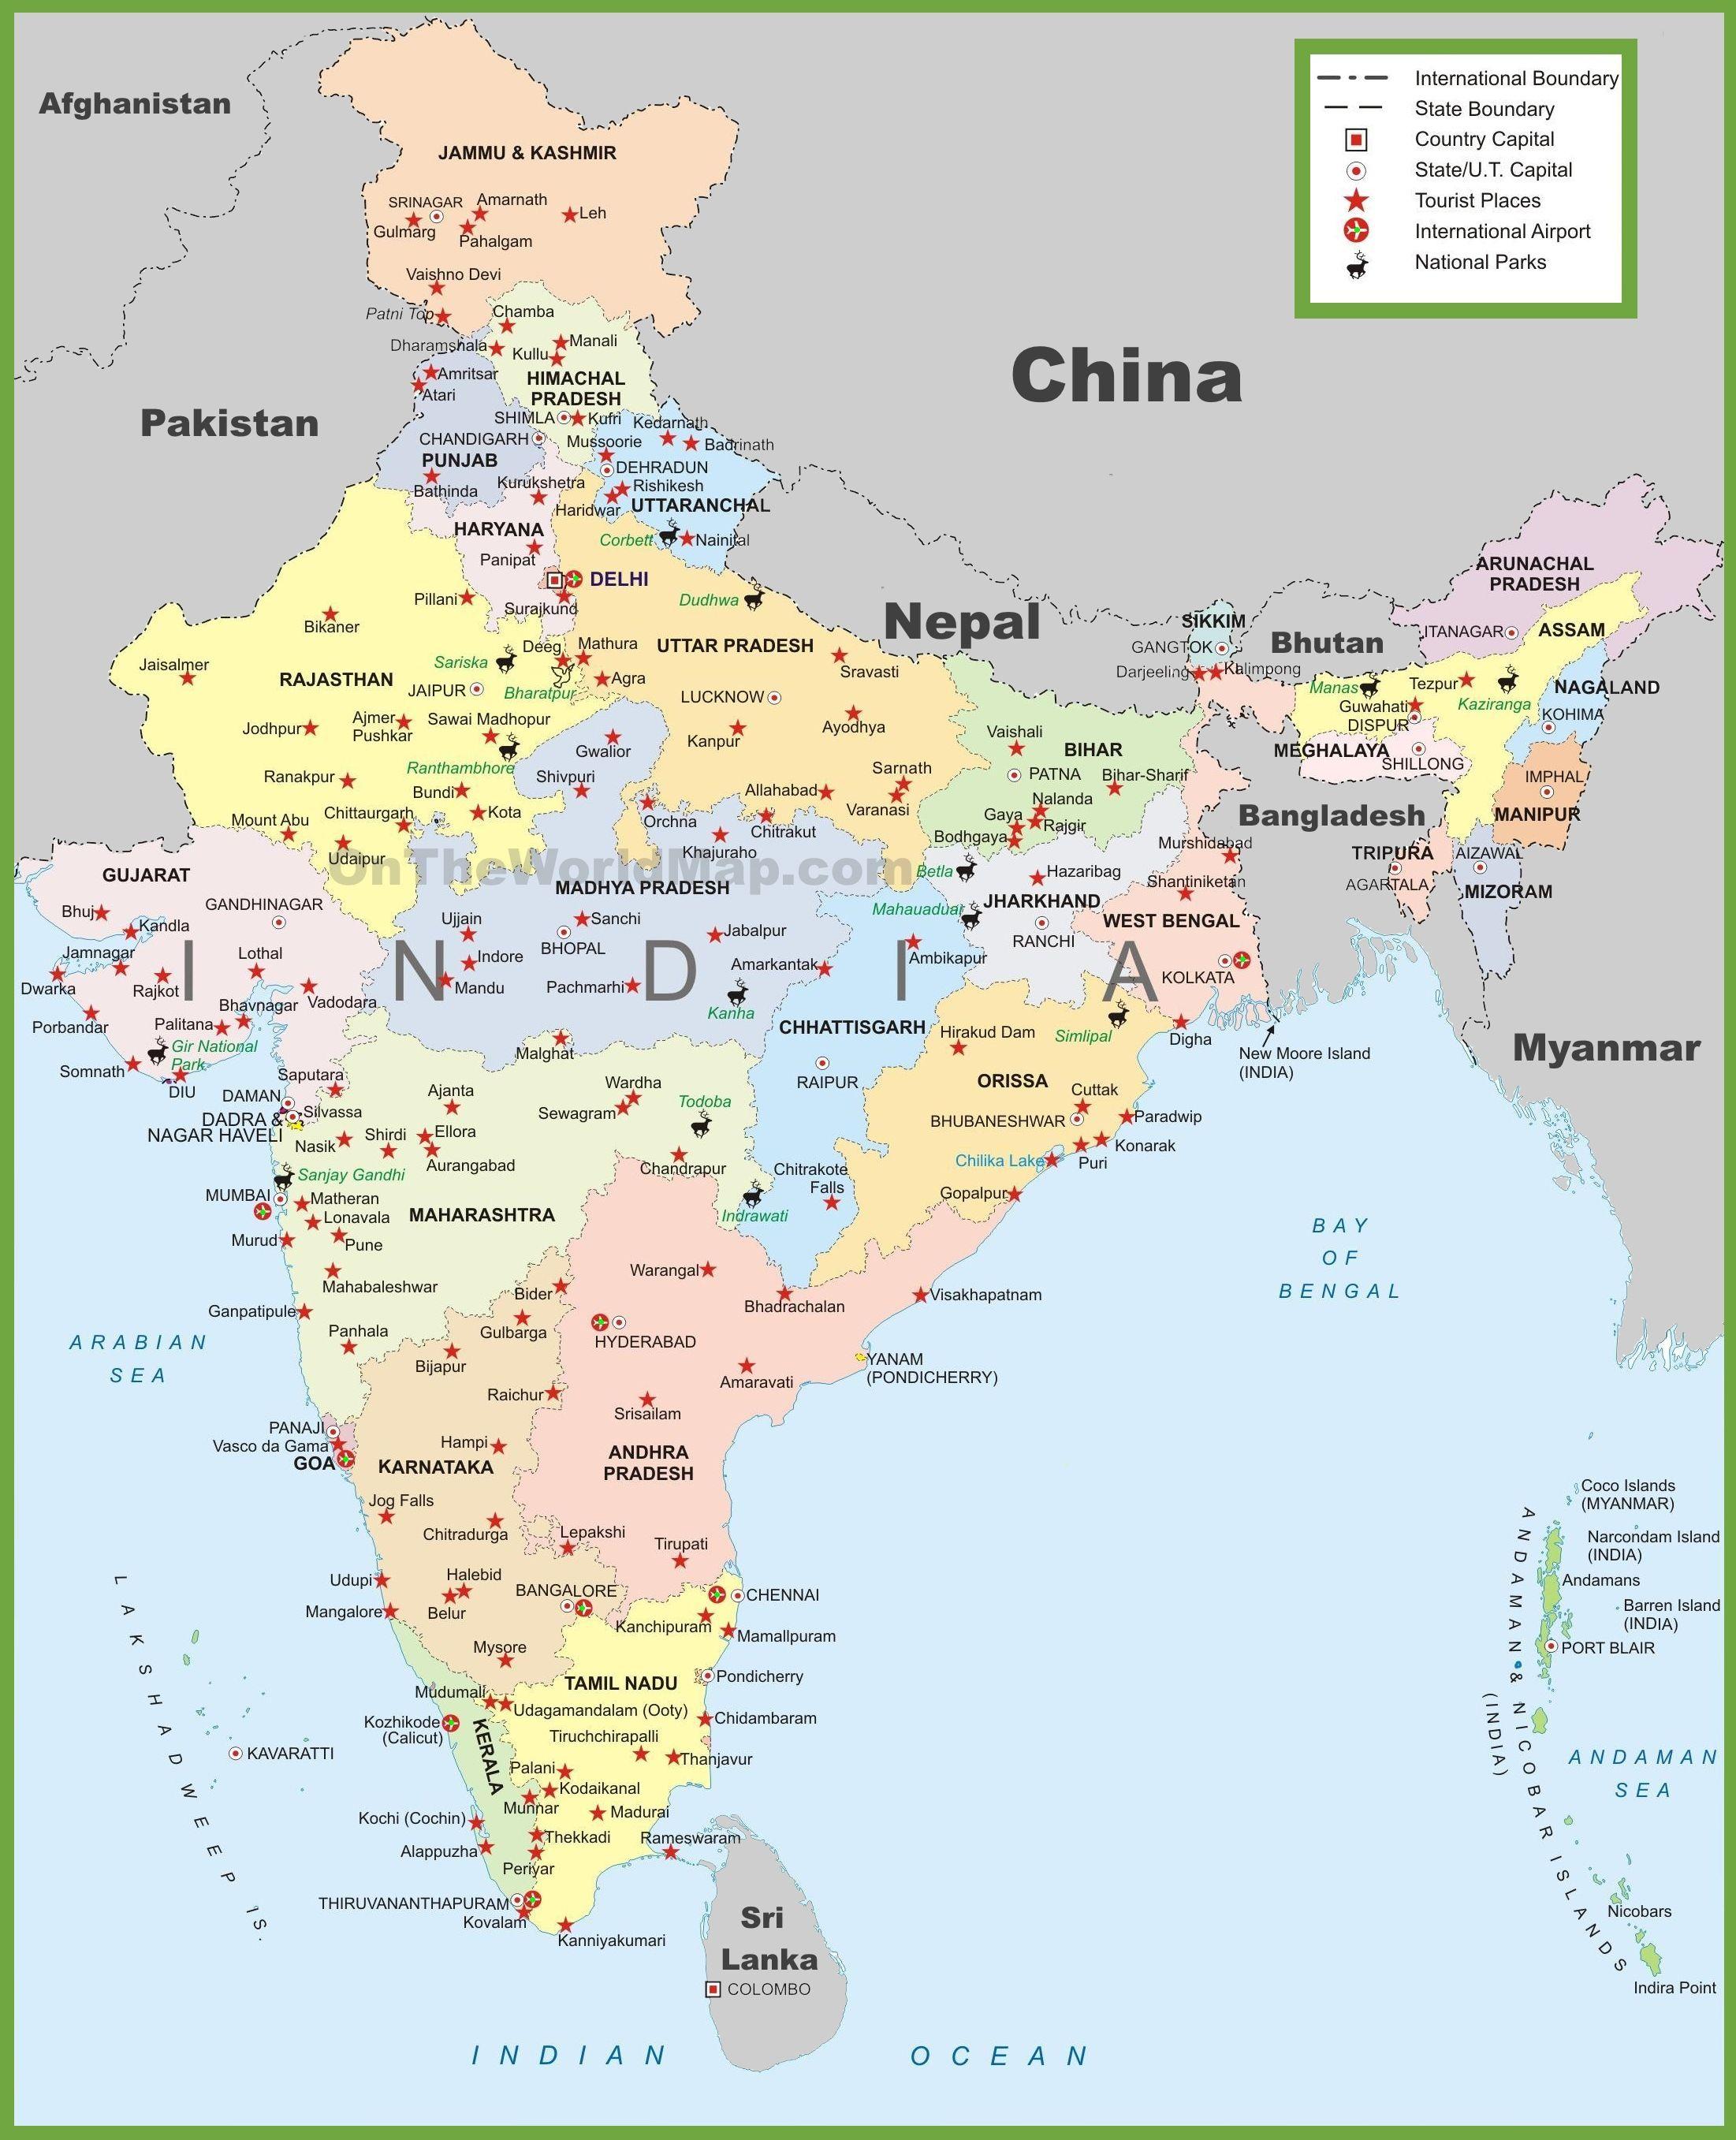 International Boundary
State Boundary
Country Capital
State/U.T. Capital
Tourist Places
International Airport
National Parks
Afghanistan
JAMMU & KASHMIR
SRINAGAR
Amarnath
Leh
Gulmarg
Pahalgam
Vaishno Devi
Patni Top
Chamba
Dharamshala
Manali
Kullu
China
Amritsar
Atari
HIMACHAL
PRADESH
Pakistan
SHIMLA
Kufri
Kedarnath
CHANDIGARH
Mussoorie
Badrinath
PUNJAB
DEHRADUN
Bathinda
Kurukshetra
Rishikesh
Haridwar
UTTARANCHAL
HARYANA
Corbett
Nainital
Panipat
DELHI
ARUNACHAL
PRADESH
Pillani
Surajkund
Dudhwa
Nepal
Bikaner
SIKKIM
Bhutan
ITANAGAR
ASSAM
Deeg
Mathura
UTTAR PRADESH
GANGTOK
Jaisalmer
Sariska
Sravasti
Darjeeling
Kalimpong
RAJASTHAN
JAIPUR
Bharatpur
Agra
LUCKNOW
Manas
Tezpur
NAGALAND
Guwahati
Kaziranga
DISPUR
KOHIMA
Jodhpur
Ajmer
Pushkar
Sawai Madhopur
Kanpur
Ayodhya
Vaishali
BIHAR
MEGHALAYA
SHILLONG
Gwalior
Ranthambhore
Ranakpur
Shivpuri
Sarnath
PATNA
Bihar-Sharif
IMPHAL
Bundi
Allahabad
Varanasi
Nalanda
Mount Abu
Chittaurgarh
Kota
Orchna
Chitrakut
Gaya
Rajgir
Bodhgaya
Bangladesh
MANIPUR
Udaipur
Khajuraho
Murshidabad
TRIPURA
AIZAWAL
OnTheWorldMap.com
GUJARAT
MADHYA PRADESH
Betla
Hazaribag
Shantiniketan
AGARTALA
MIZORAM
Bhuj
GANDHINAGAR
Mahauaduar
JHARKHAND
Kandla
Ujjain
Sanchi
Jabalpur
WEST BENGAL
BHOPAL
RANCHI
Jamnagar
Lothal
INDIA
Indore
Amarkantak
Ambikapur
KOLKATA
Dwarka
Rajkot
Mandu
Pachmarhi
Bhavnagar
Vadodara
Kanha
Porbandar
Palitana
CHHATTISGARH
Hirakud Dam
Simlipal
Digha
Gir National
Park
Malghat
New Moore Island
(INDIA)
Myanmar
Somnath
Saputara
RAIPUR
ORISSA
DIU
DAMAN
Ajanta
Wardha
Todoba
Cuttak
DADRA &
NAGAR HAVELI
Silvassa
Sewagram
BHUBANESHWAR
Paradwip
Nasik
Shirdi
Ellora
Konarak
Aurangabad
Chilika Lake
Puri
Sanjay Gandhi
Chandrapur
Chitrakote
Falls
MUMBAI
Matheran
Gopalpur
Lonavala
MAHARASHTRA
Indrawati
Murud
Pune
BAY
OF
BENGAL
Mahabaleshwar
Warangal
Bider
Bhadrachalan
Visakhapatnam
Ganpatipule
Gulbarga
Panhala
HYDERABAD
ARABIAN
SEA
Bijapur
YANAM
(PONDICHERRY)
Amaravati
Raichur
Srisailam
PANAJI
Vasco da Gama
GOA
Hampi
KARNATAKA
ANDHRA
PRADESH
Jog Falls
Chitradurga
Lepakshi
Tirupati
Coco Islands
(MYANMAR)
Narcondam Island
(INDIA)
Andamans
Barren Island
(INDIA)
PORT BLAIR
ANDAMAN & NICOBAR ISLANDS
(INDIA)
Udupi
Halebid
BANGALORE
CHENNAI
Mangalore
Belur
Kanchipuram
Mamallpuram
Mysore
TAMIL NADU
Pondicherry
LAKSHADWEEP IS.
Mudumali
Udagamandalam (Ooty)
Chidambaram
Kozhikode
(Calicut)
KERALA
Tiruchchirapalli
KAVARATTI
Thanjavur
ANDAMAN
SEA
Palani
Kodaikanal
Munnar
Madurai
Kochi (Cochin)
Thekkadi
Rameswaram
Alappuzha
Periyar
THIRUVANANTHAPURAM
Kovalam
Kanniyakumari
Sri
Lanka
COLOMBO
Nicobars
Indira Point
INDIAN OCEAN